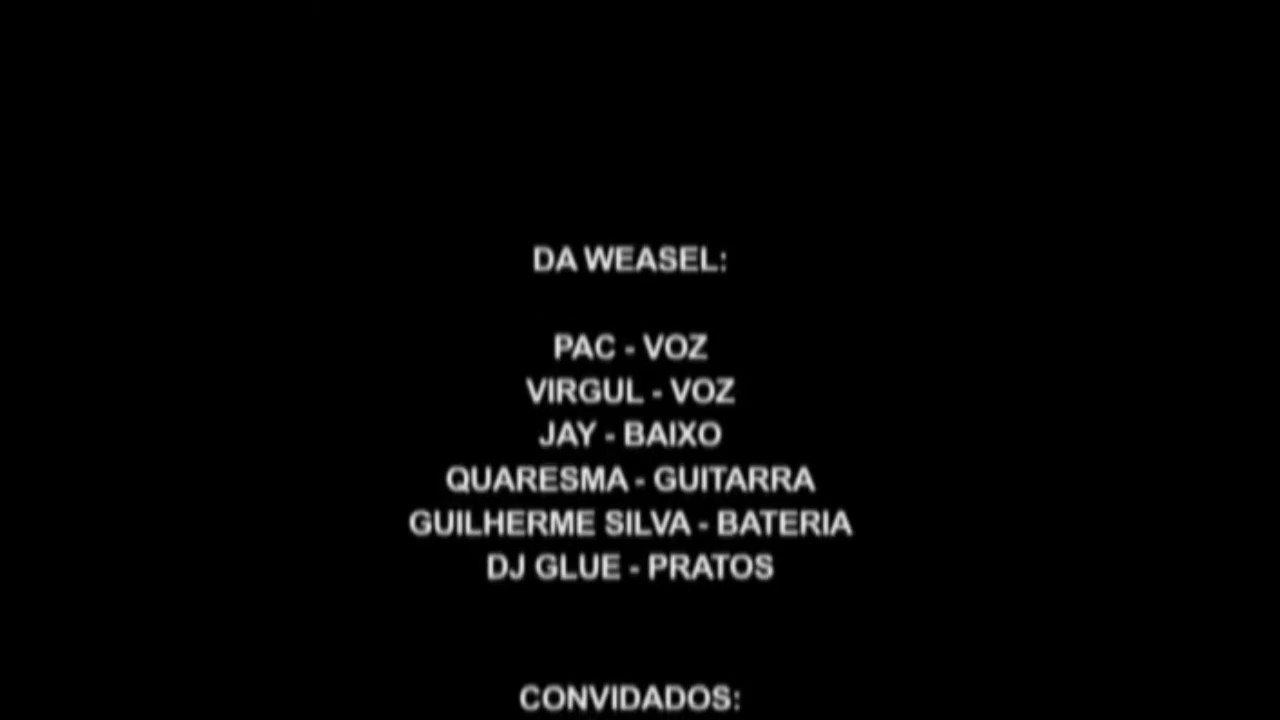 DA WEASEL:
PAC - VOZ
VIRGUL - VOZ
JAY - BAIXO
QUARESMA - GUITARRA
GUILHERME SILVA - BATERIA
DJ GLUE - PRATOS
CONVIDADOS: